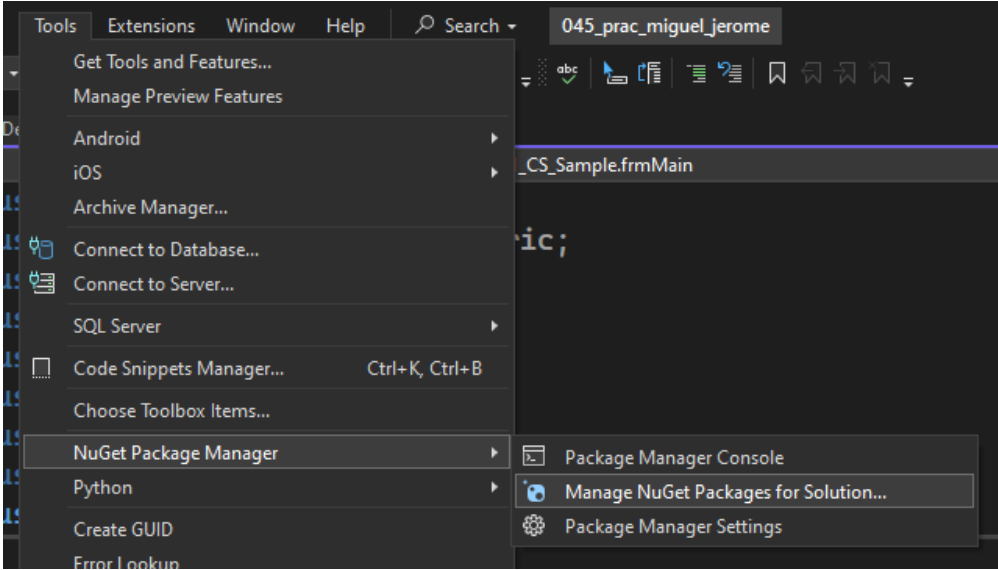 Tools Extensions Window Help Search 045_prac_miguel_jerome
Get Tools and Features...
Manage Preview Features
abc
De
Android
iOS
_CS_Sample.frmMain
Archive Manager...
ric;
Connect to Database...
Connect to Server...
SQL Server
Code Snippets Manager... Ctrl+K, Ctrl+B
Choose Toolbox Items...
NuGet Package Manager
Package Manager Console
Python
Manage NuGet Packages for Solution...
Create GUID
Package Manager Settings
Error Lookup